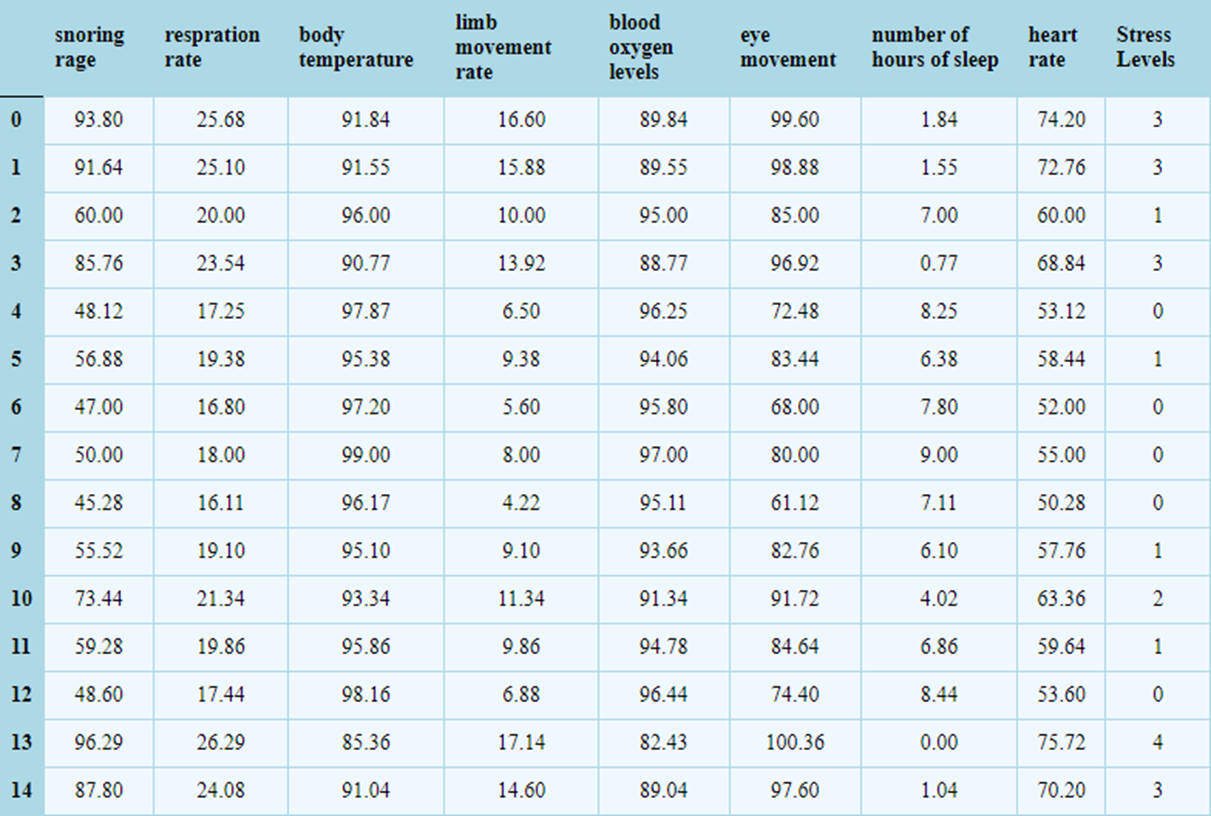 snoring rage respration rate body temperature limb movement rate blood oxygen levels eye movement number of hours of sleep heart rate Stress Levels
0 93.80 25.68 91.84 16.60 89.84 99.60 1.84 74.20 3
1 91.64 25.10 91.55 15.88 89.55 98.88 1.55 72.76 3
2 60.00 20.00 96.00 10.00 95.00 85.00 7.00 60.00 1
3 85.76 23.54 90.77 13.92 88.77 96.92 0.77 68.84 3
4 48.12 17.25 97.87 6.50 96.25 72.48 8.25 53.12 0
5 56.88 19.38 95.38 9.38 94.06 83.44 6.38 58.44 1
6 47.00 16.80 97.20 5.60 95.80 68.00 7.80 52.00 0
7 50.00 18.00 99.00 8.00 97.00 80.00 9.00 55.00 0
8 45.28 16.11 96.17 4.22 95.11 61.12 7.11 50.28 0
9 55.52 19.10 95.10 9.10 93.66 82.76 6.10 57.76 1
10 73.44 21.34 93.34 11.34 91.34 91.72 4.02 63.36 2
11 59.28 19.86 95.86 9.86 94.78 84.64 6.86 59.64 1
12 48.60 17.44 98.16 6.88 96.44 74.40 8.44 53.60 0
13 96.29 26.29 85.36 17.14 82.43 100.36 0.00 75.72 4
14 87.80 24.08 91.04 14.60 89.04 97.60 1.04 70.20 3